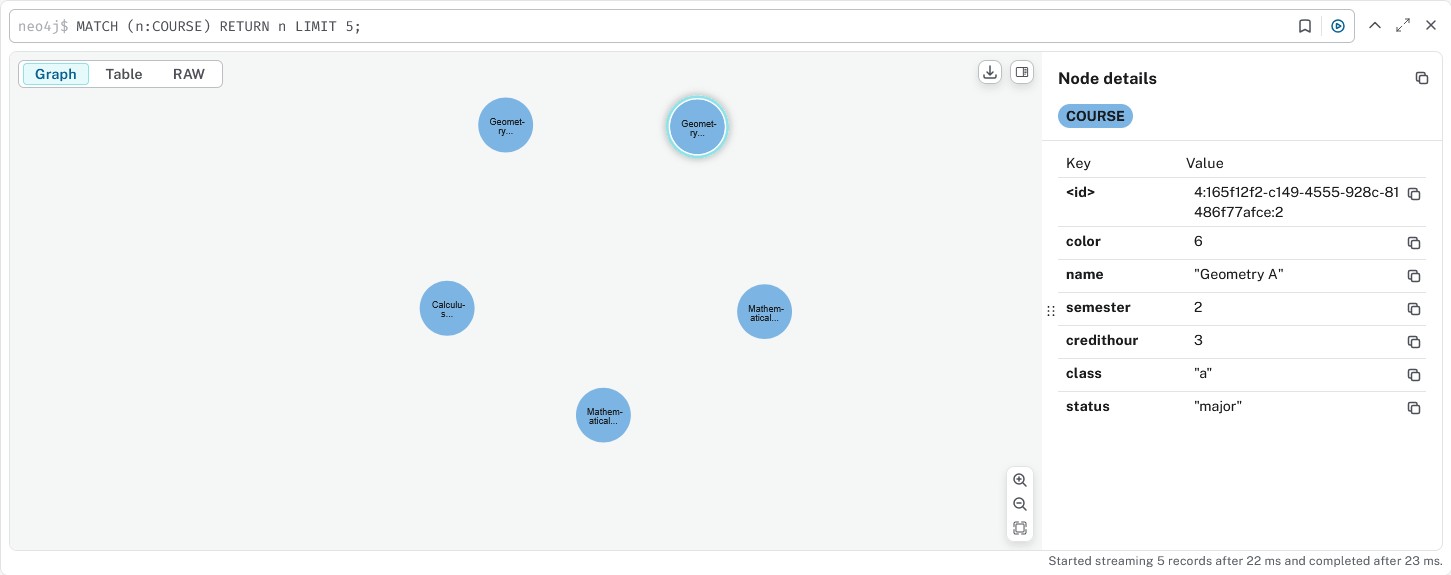 neo4j$ MATCH (n:COURSE) RETURN n LIMIT 5;
Graph Table RAW
Geomet-
ry...
Geomet-
ry...
Calculu-
s...
Mathem-
atical...
Mathem-
atical...
Node details
COURSE
Key Value
<id> 4:165f12f2-c149-4555-928c-81
486f77afce:2
color 6
name "Geometry A"
semester 2
credithour 3
class "a"
status "major"
Started streaming 5 records after 22 ms and completed after 23 ms.